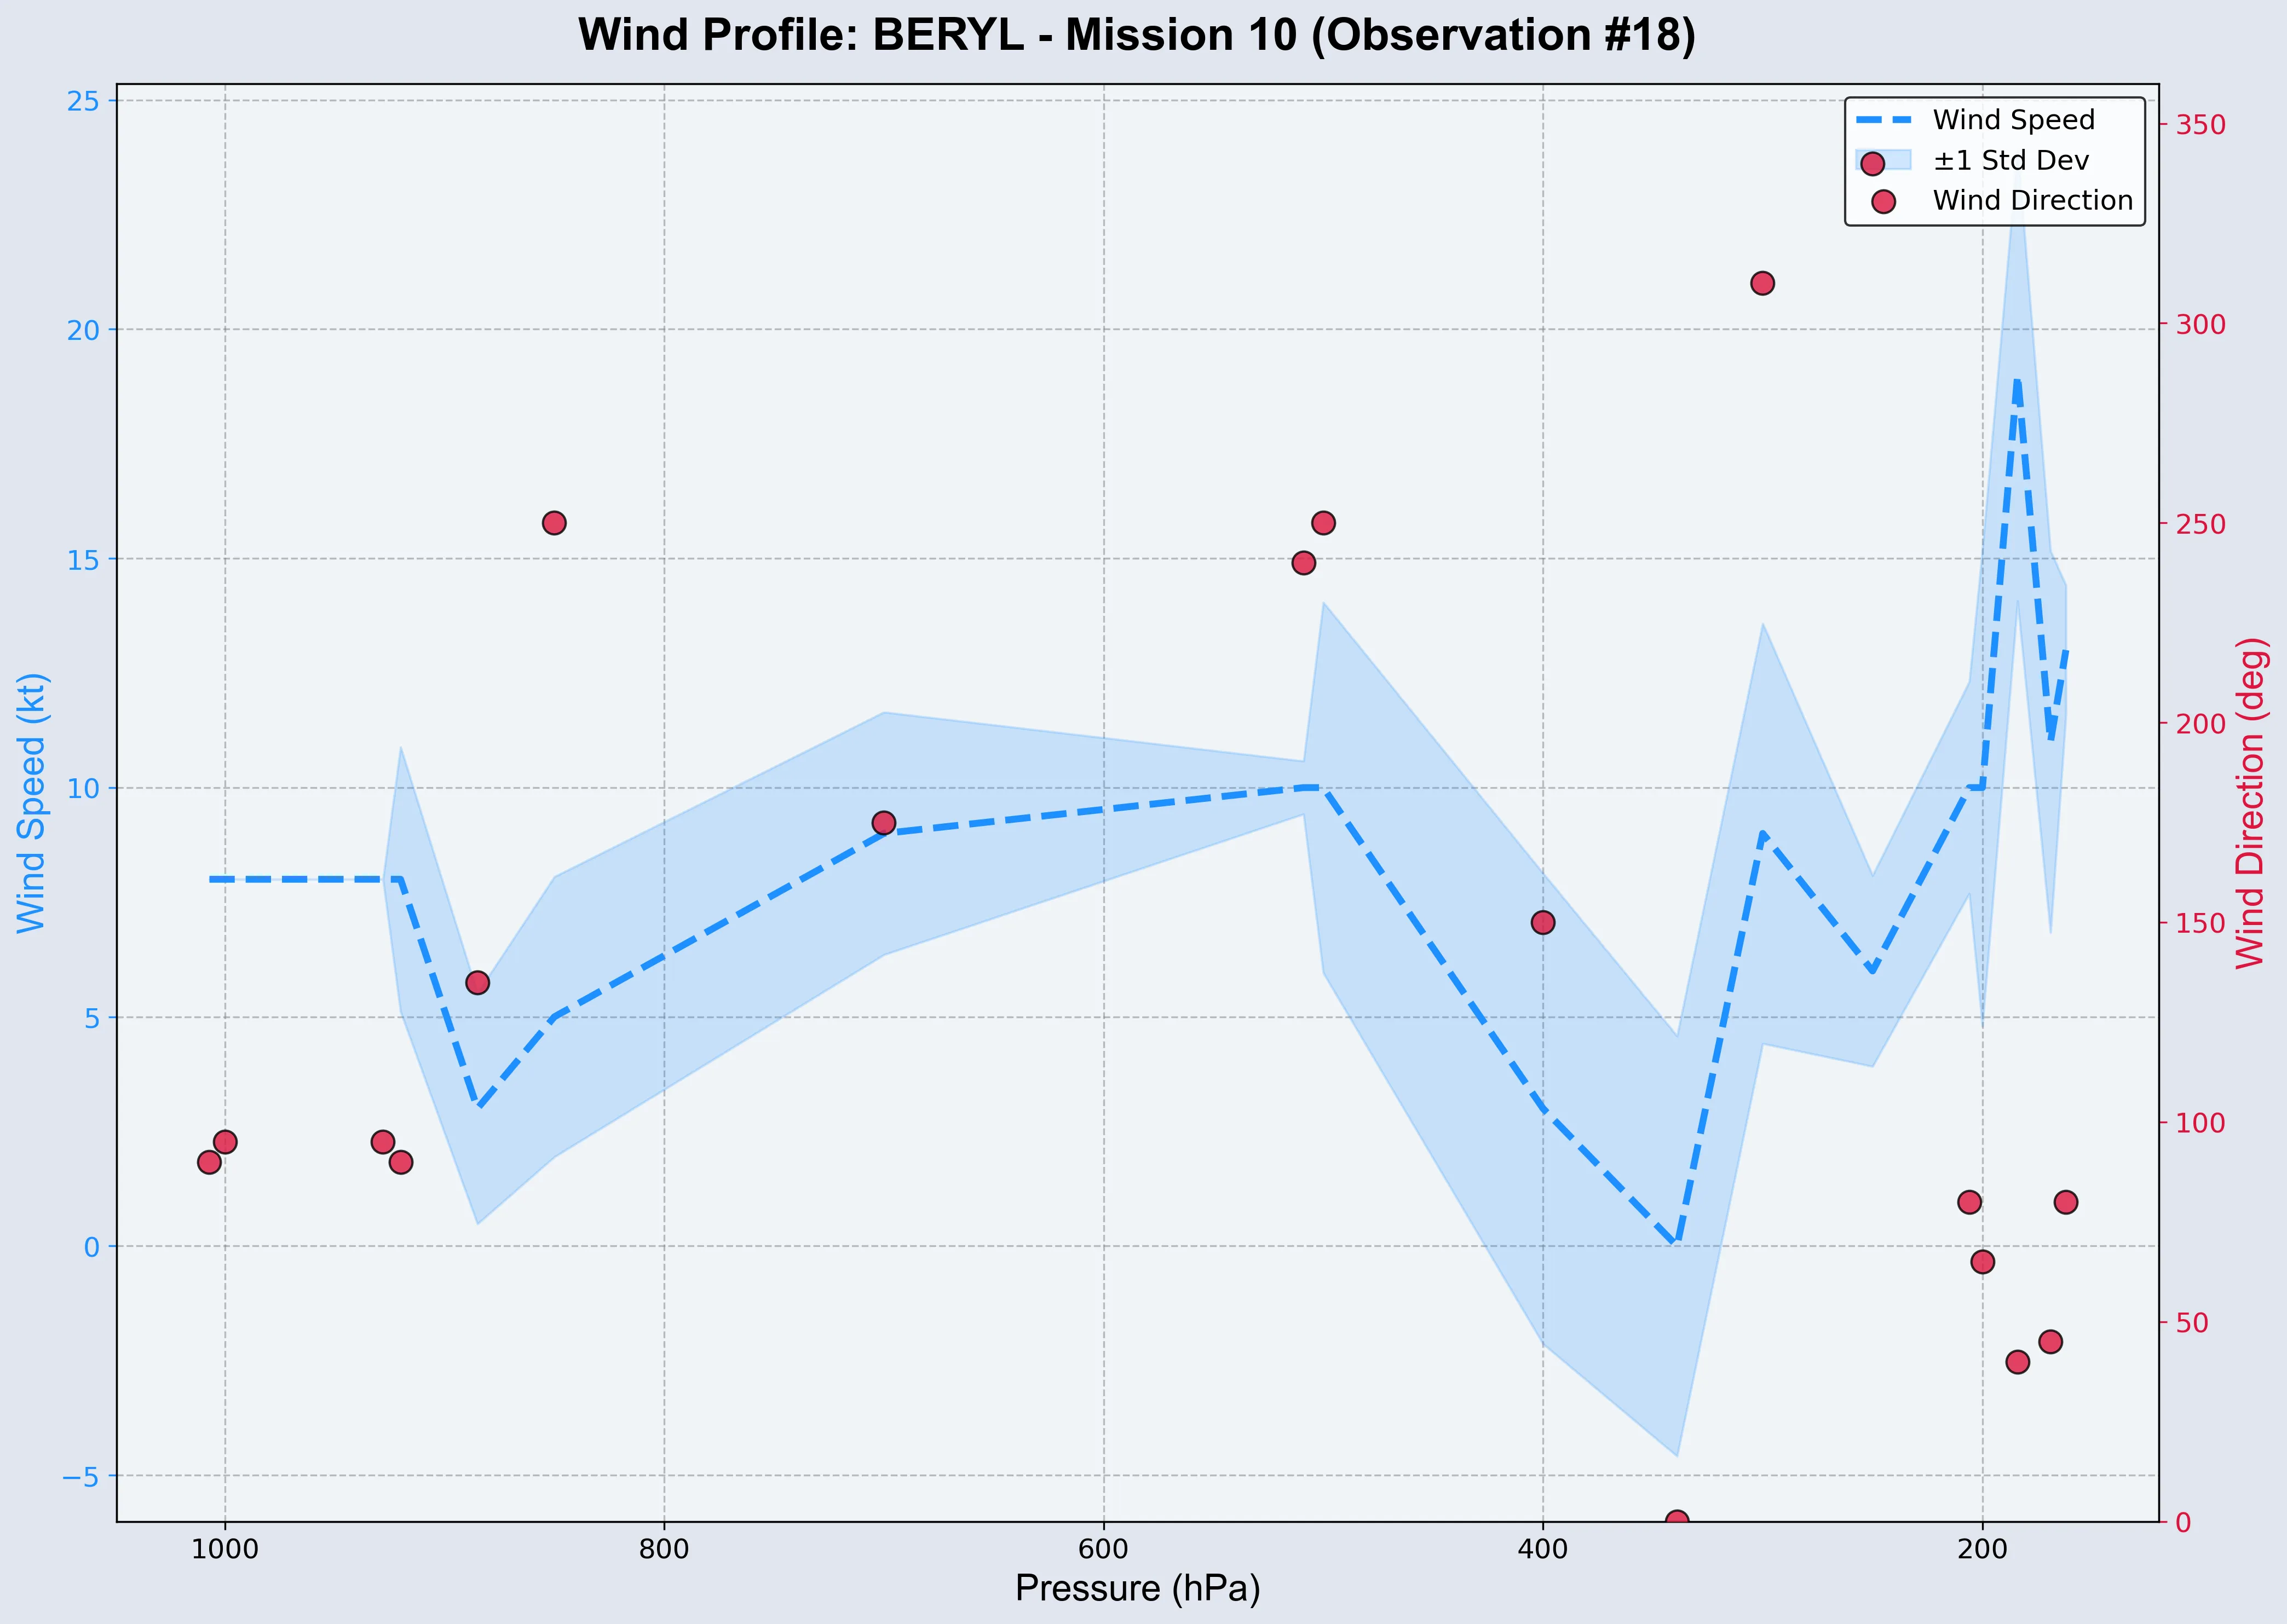 Wind Profile: BERYL - Mission 10 (Observation #18)
25
20
15
10
5
0
−5
Wind Speed (kt)
1000
800
600
400
200
Pressure (hPa)
350
300
250
200
150
100
50
0
Wind Direction (deg)
Wind Speed
±1 Std Dev
Wind Direction